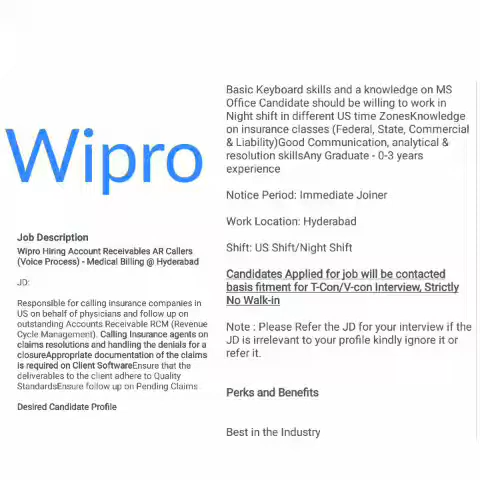 Wipro
Job Description
Wipro Hiring Account Receivables AR Callers
(Voice Process) - Medical Billing @ Hyderabad
JD:
Responsible for calling insurance companies in
US on behalf of physicians and follow up on
outstanding Accounts Receivable RCM (Revenue
Cycle Management). Calling Insurance agents on
claims resolutions and handling the denials for a
closureAppropriate documentation of the claims
is required on Client SoftwareEnsure that the
deliverables to the client adhere to Quality
StandardsEnsure follow up on Pending Claims
Desired Candidate Profile
Basic Keyboard skills and a knowledge on MS
Office Candidate should be willing to work in
Night shift in different US time ZonesKnowledge
on insurance classes (Federal, State, Commercial
& Liability)Good Communication, analytical &
resolution skillsAny Graduate - 0-3 years
experience
Notice Period: Immediate Joiner
Work Location: Hyderabad
Shift: US Shift/Night Shift
Candidates Applied for job will be contacted
basis fitment for T-Con/V-con Interview, Strictly
No Walk-in
Note : Please Refer the JD for your interview if the
JD is irrelevant to your profile kindly ignore it or
refer it.
Perks and Benefits
Best in the Industry